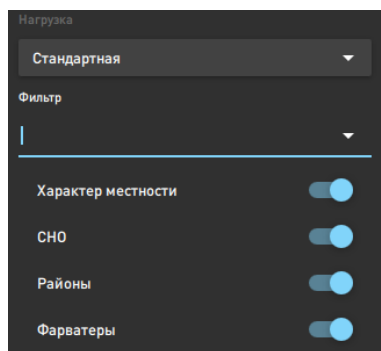 Нагрузка
Стандартная
Фильтр
Характер местности
СНО
Районы
Фарватеры